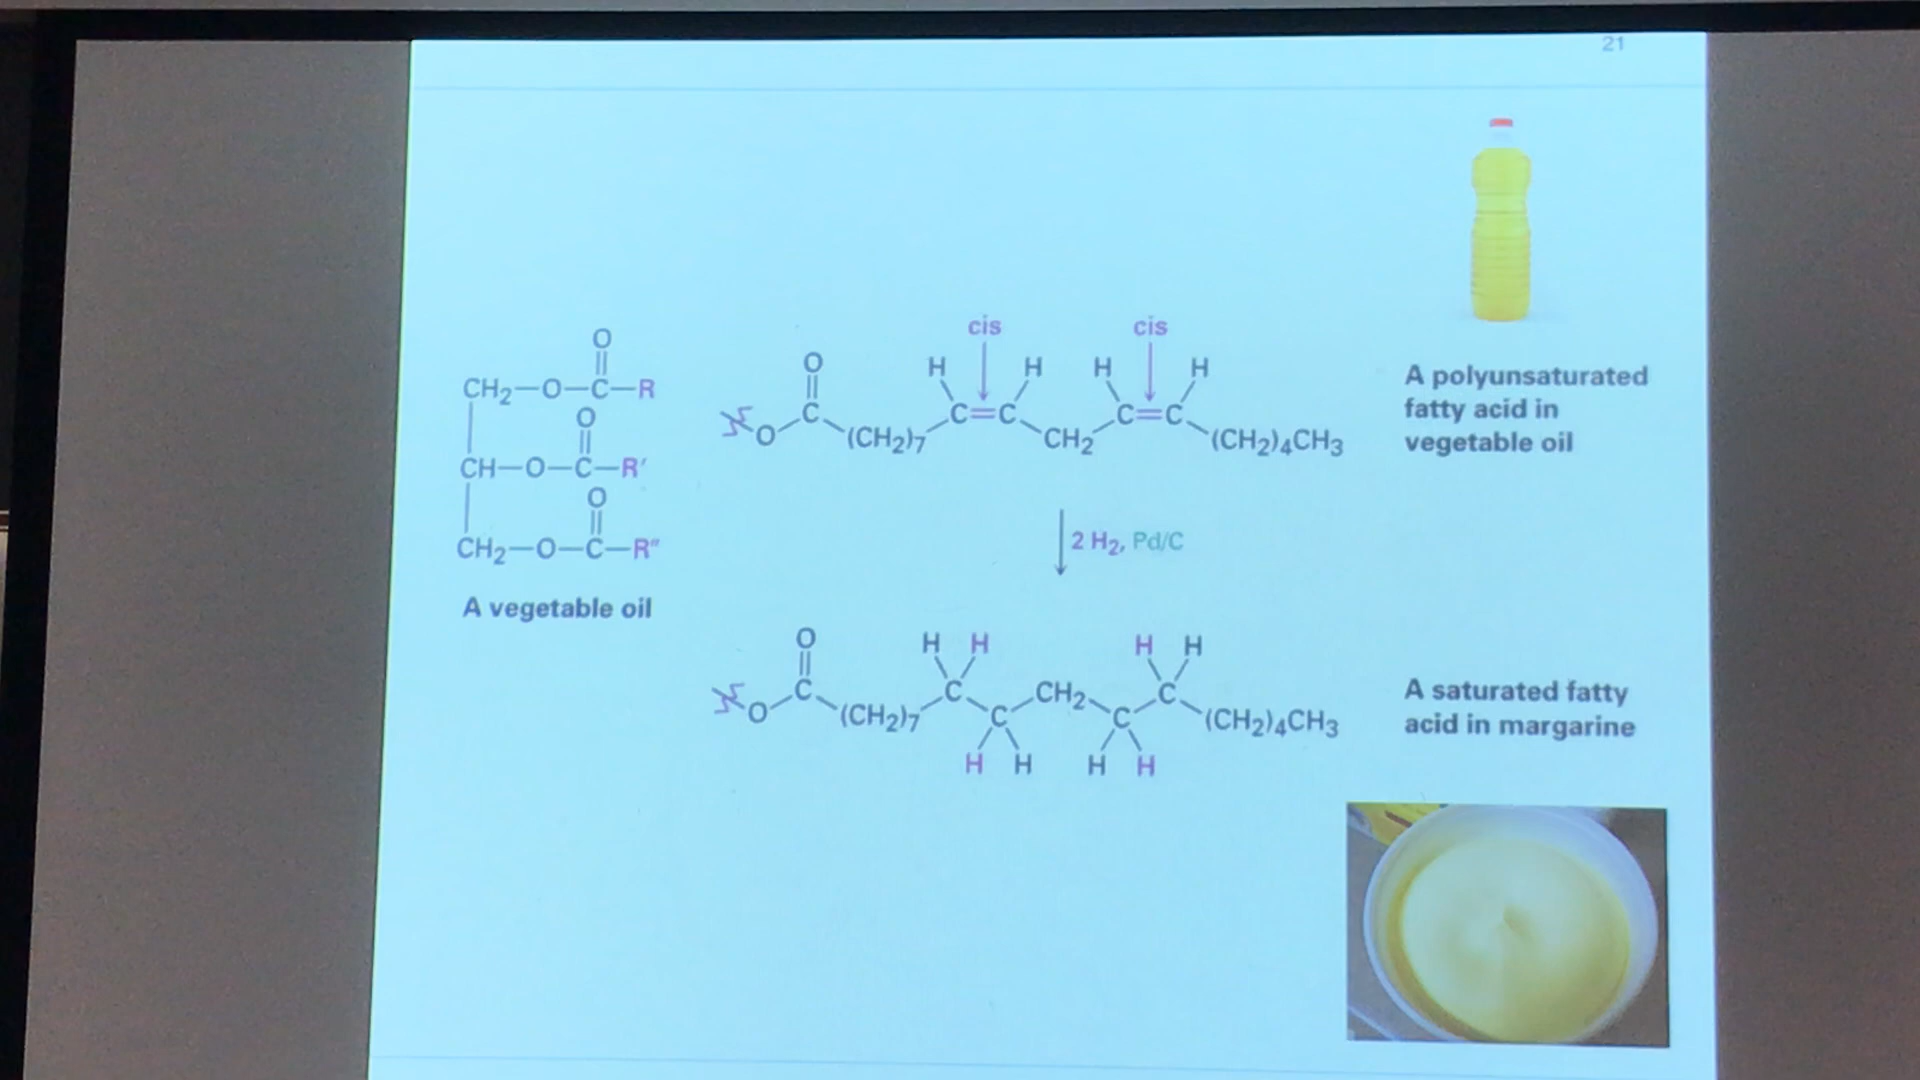 21
CH₂—O—C—R
O
CH—O—C—R′
O
CH₂—O—C—R″
O
A vegetable oil
cis cis
O H H H H
O C (CH₂)₇ C=C CH₂ C=C (CH₂)₄CH₃
A polyunsaturated
fatty acid in
vegetable oil
2 H₂, Pd/C
O H H H H
O C (CH₂)₇ C C CH₂ C C (CH₂)₄CH₃
H H H H
A saturated fatty
acid in margarine